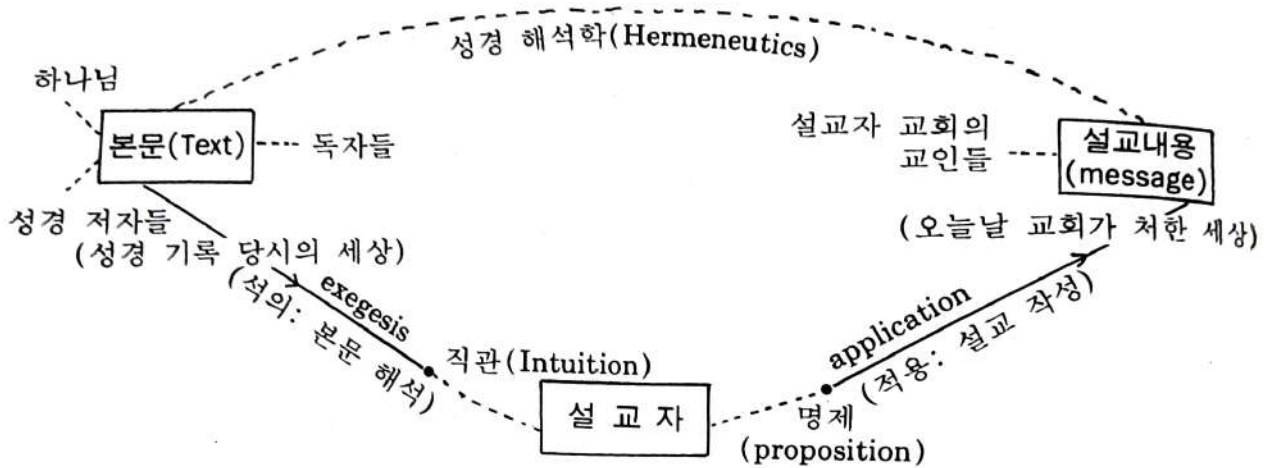 성경 해석학(Hermeneutics)
하나님
본문(Text)
독자들
설교자 교회의
교인들
설교내용
(message)
성경 저자들
(성경 기록 당시의 세상)
(오늘날 교회가 처한 세상)
exegesis
(석의: 본문 해석)
직관(Intuition)
설 교 자
application
(적용: 설교 작성)
명제
(proposition)